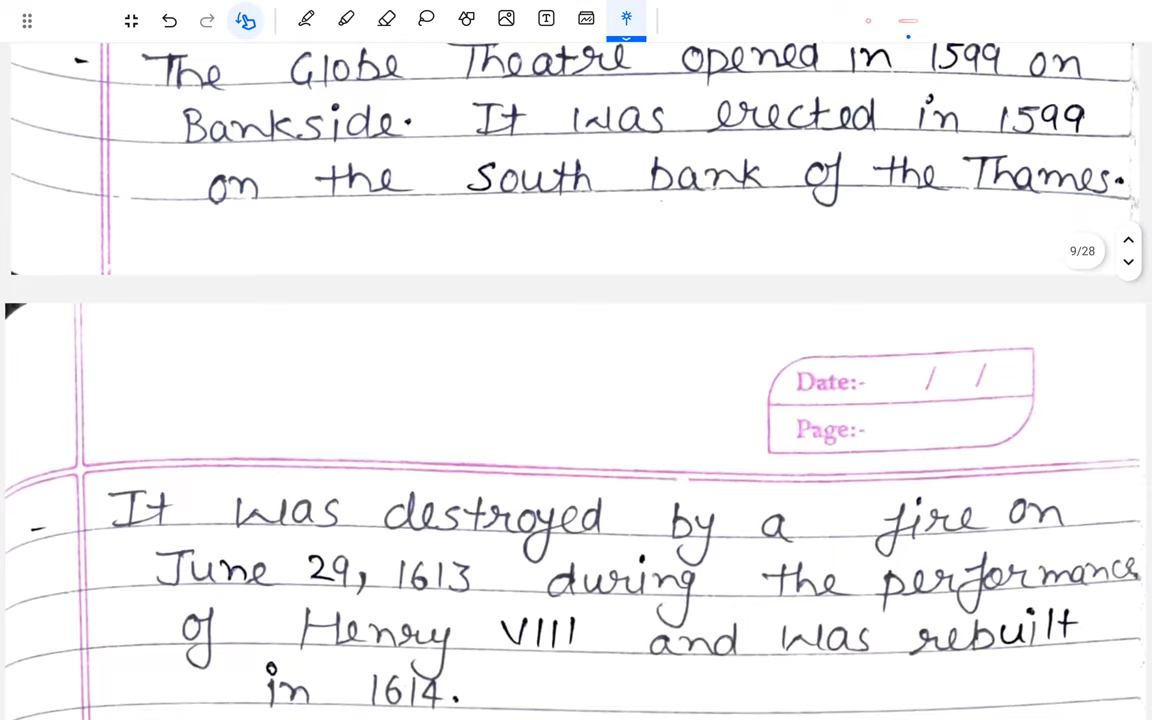 - The Globe Theatre opened in 1599 on
Bankside. It was erected in 1599
on the South bank of the Thames.
9/28
Date:- / /
Page:-
- It was destroyed by a fire on
June 29, 1613 during the performance
of Henry VIII and was rebuilt
in 1614.